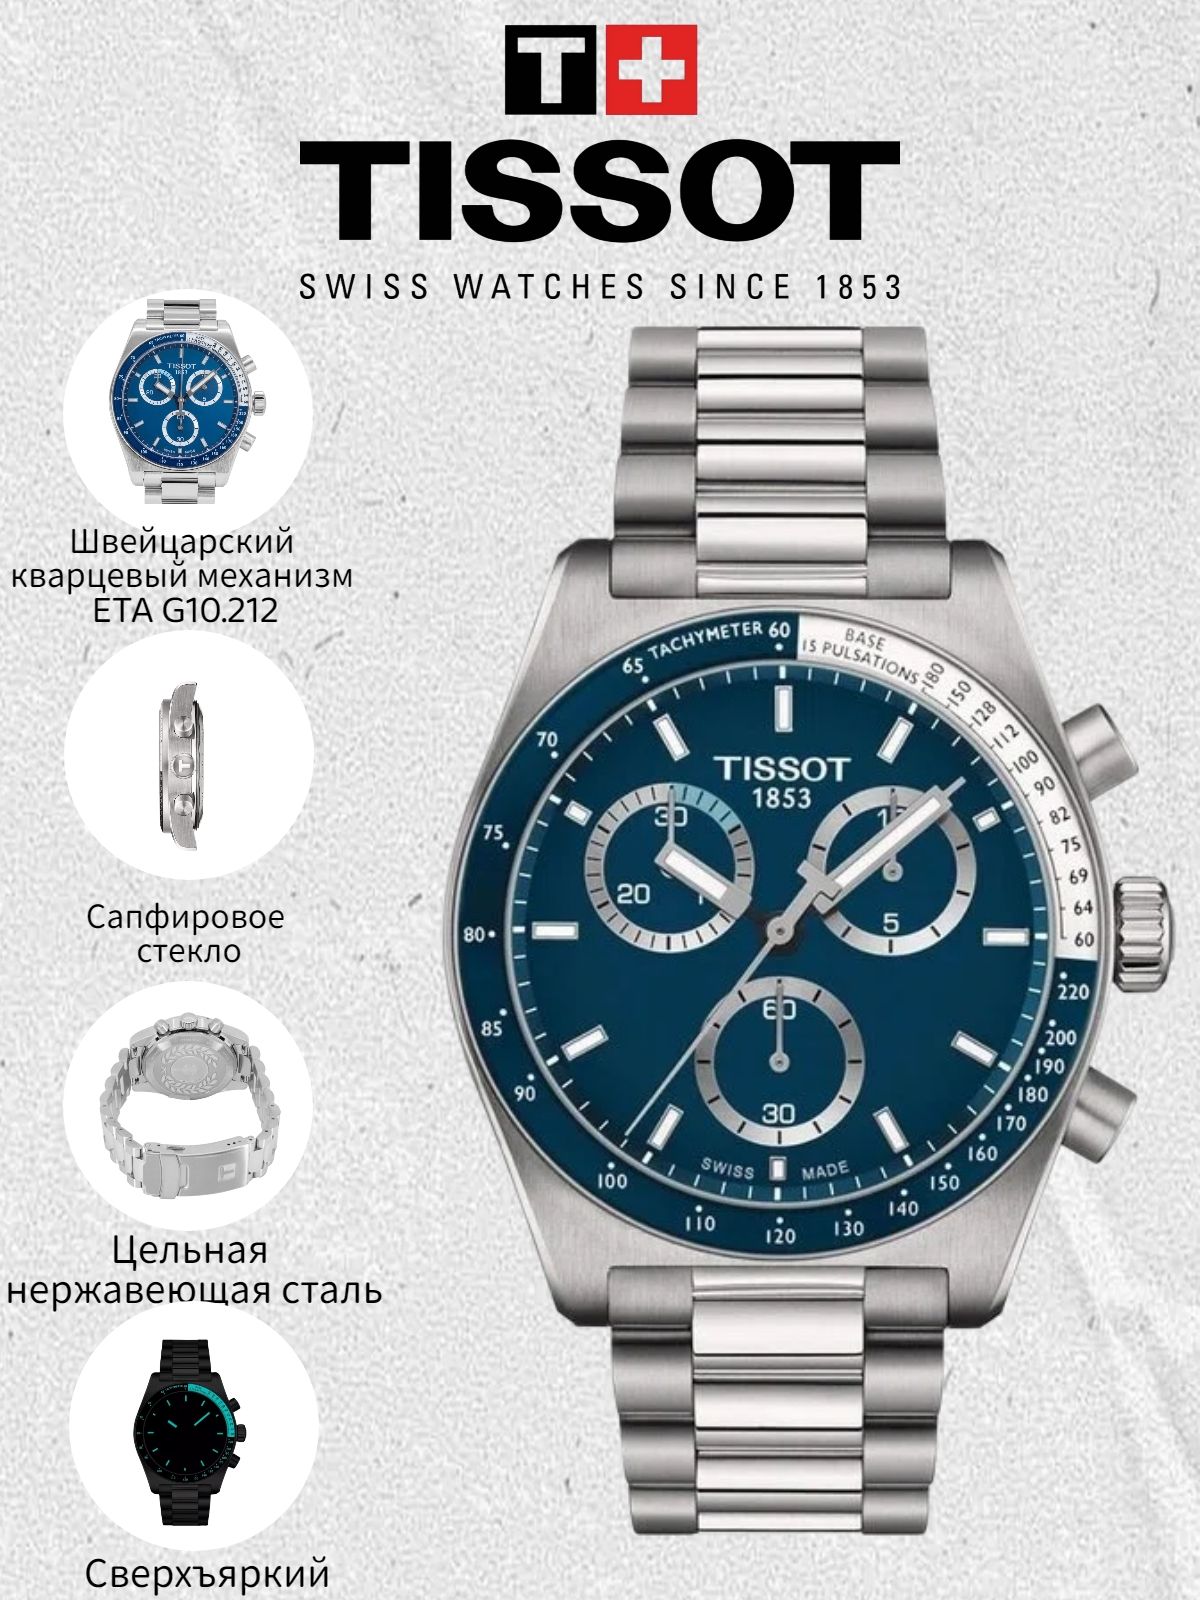 T+
TISSOT
SWISS WATCHES SINCE 1853
Швейцарский
кварцевый механизм
ETA G10.212
Сапфировое
стекло
Цельная
нержавеющая сталь
Сверхъяркий
TACHYMETER 60
BASE
15 PULSATIONS
180
150
128
112
100
90
82
75
69
64
60
220
200
190
180
170
160
150
140
130
120
110
100
90
85
80
75
70
65
TISSOT
1853
30
20
5
60
30
SWISS MADE
TISSOT
1853